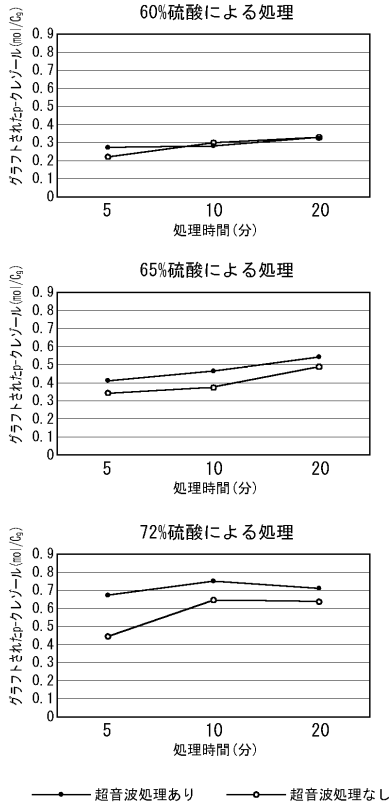 60%硫酸による処理
グラフトされたp-クレゾール(mol/C9)
0.9
0.8
0.7
0.6
0.5
0.4
0.3
0.2
0.1
0
5 10 20
処理時間(分)
65%硫酸による処理
グラフトされたp-クレゾール(mol/C9)
0.9
0.8
0.7
0.6
0.5
0.4
0.3
0.2
0.1
0
5 10 20
処理時間(分)
72%硫酸による処理
グラフトされたp-クレゾール(mol/C9)
0.9
0.8
0.7
0.6
0.5
0.4
0.3
0.2
0.1
0
5 10 20
処理時間(分)
超音波処理あり 超音波処理なし